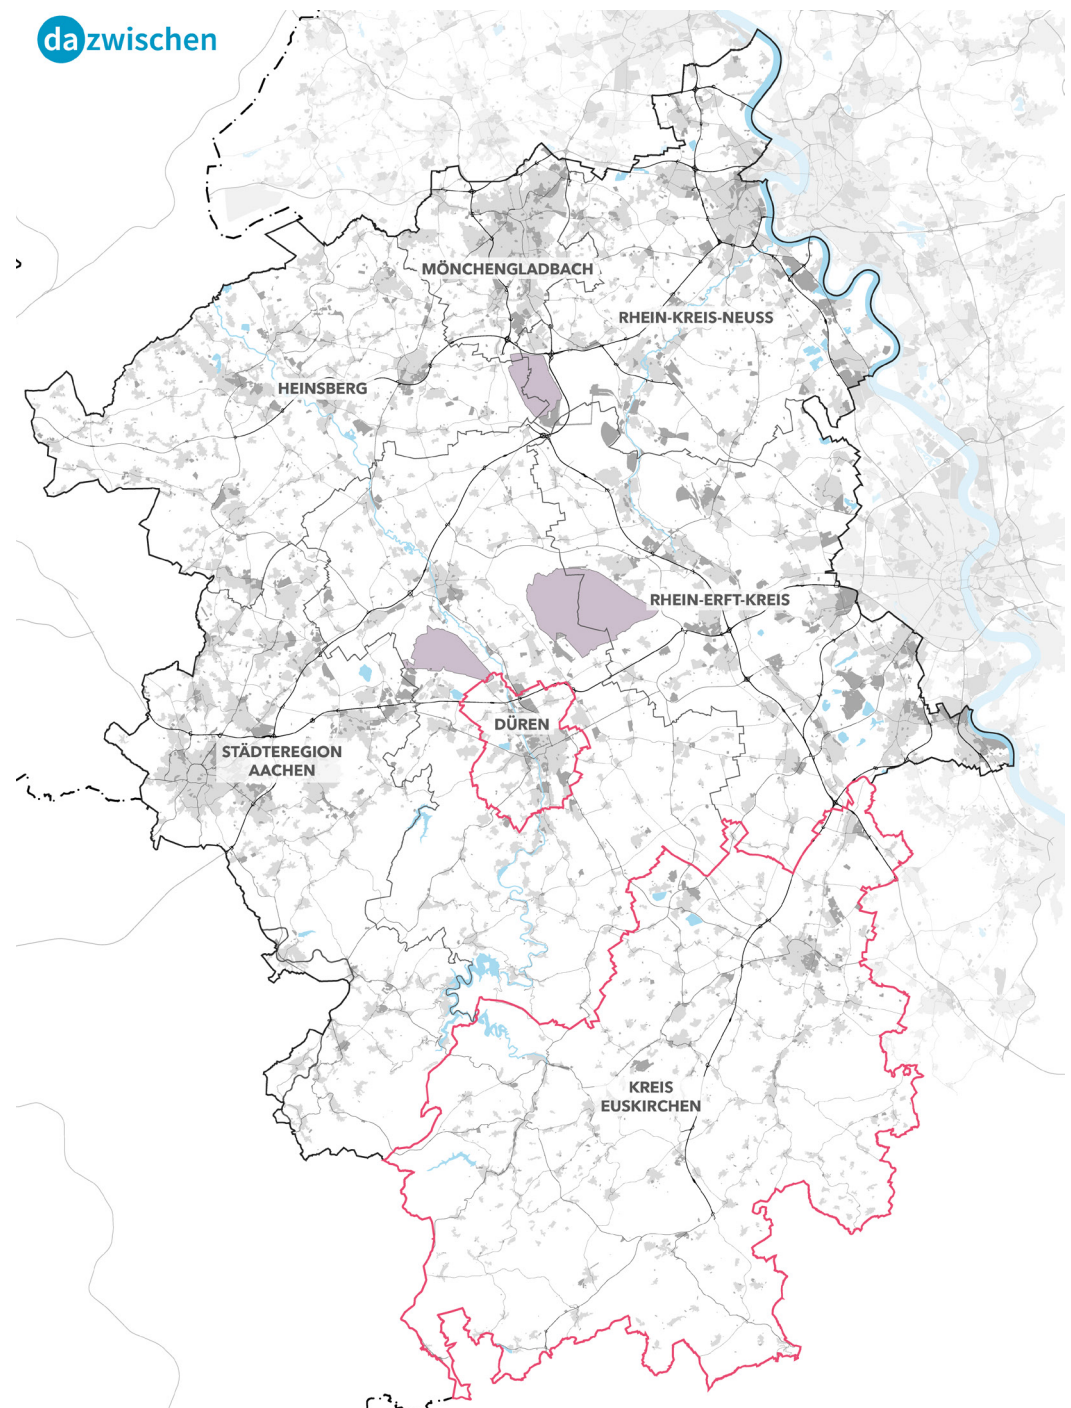 dazwischen
MÖNCHENGLADBACH
RHEIN-KREIS-NEUSS
HEINSBERG
RHEIN-ERFT-KREIS
DÜREN
STÄDTEREGION
AACHEN
KREIS
EUSKIRCHEN